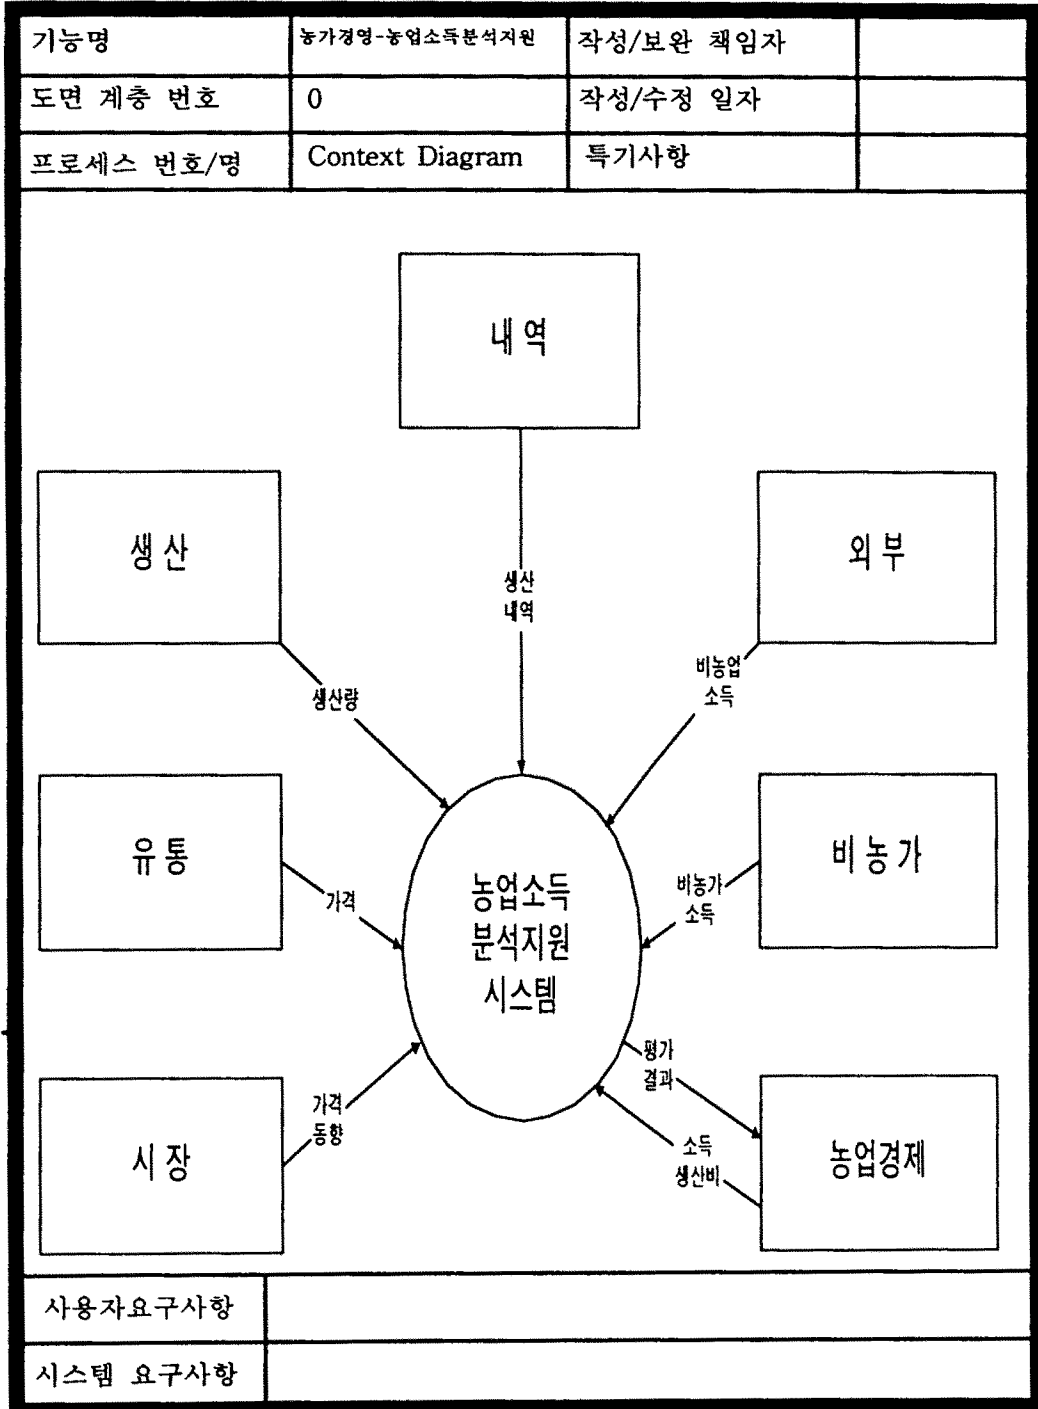 기능명
농가경영-농업소득분석지원
작성/보완 책임자
도면 계층 번호
0
작성/수정 일자
프로세스 번호/명
Context Diagram
특기사항
내역
생산
외부
생산
내역
비농업
소득
생산량
유통
비농가
가격
농업소득
분석지원
시스템
비농가
소득
평가
결과
시장
가격
동향
소득
생산비
농업경제
사용자요구사항
시스템 요구사항